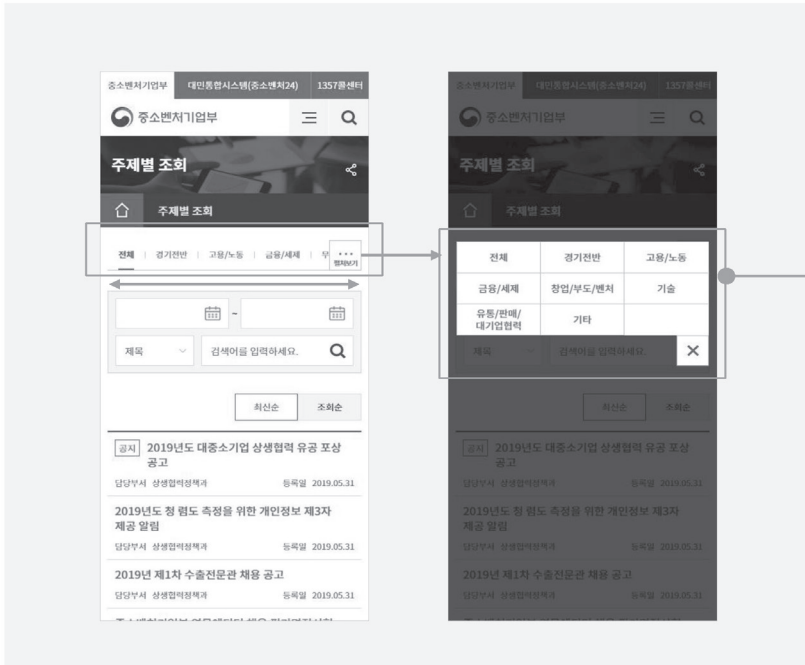 중소벤처기업부 대민통합시스템(중소벤처24) 1357콜센터
중소벤처기업부
주제별 조회
주제별 조회
전체 경기전반 고용/노동 금융/세제 ···
펼쳐보기
~
제목 검색어를 입력하세요.
최신순 조회순
공지 2019년도 대중소기업 상생협력 유공 포상
공고
담당부서 상생협력정책과 등록일 2019.05.31
2019년도 청 렴도 측정을 위한 개인정보 제3자
제공 알림
담당부서 상생협력정책과 등록일 2019.05.31
2019년 제1차 수출전문관 채용 공고
담당부서 상생협력정책과 등록일 2019.05.31
중소벤처기업부 대민통합시스템(중소벤처24) 1357콜센터
중소벤처기업부
주제별 조회
주제별 조회
전체 경기전반 고용/노동
금융/세제 창업/부도/벤처 기술
유통/판매/
대기업협력 기타
제목 검색어를 입력하세요.
최신순 조회순
공지 2019년도 대중소기업 상생협력 유공 포상
공고
담당부서 상생협력정책과 등록일 2019.05.31
2019년도 청 렴도 측정을 위한 개인정보 제3자
제공 알림
담당부서 상생협력정책과 등록일 2019.05.31
2019년 제1차 수출전문관 채용 공고
담당부서 상생협력정책과 등록일 2019.05.31